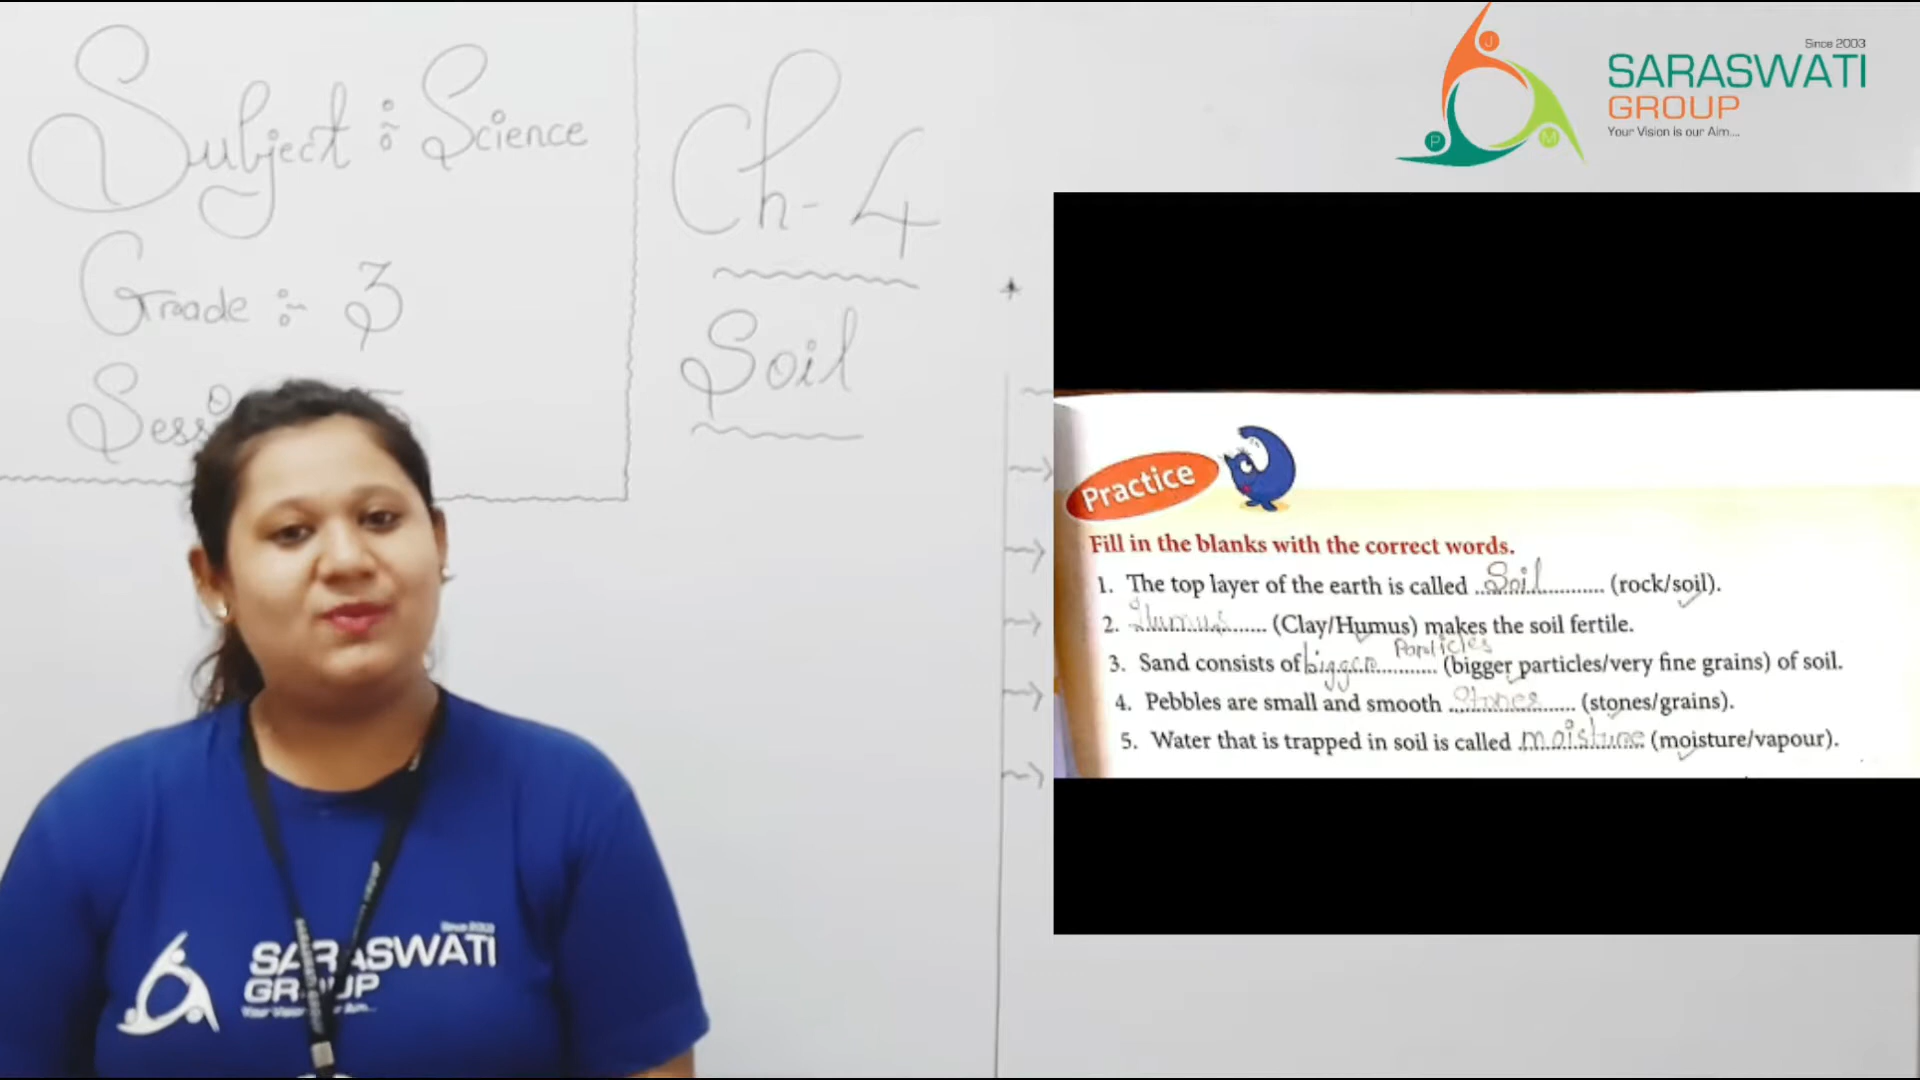 Subject :- Science
Grade :- 3
Sess
Ch-4
Soil
Since 2003
SARASWATI
GROUP
Your Vision is our Aim...
J
P
M
Practice
Fill in the blanks with the correct words.
1. The top layer of the earth is called ..Soil.......... (rock/soil).
2. Humus (Clay/Humus) makes the soil fertile.
3. Sand consists of bigger particles (bigger particles/very fine grains) of soil.
4. Pebbles are small and smooth stones (stones/grains).
5. Water that is trapped in soil is called moisture (moisture/vapour).
Since 2003
SARASWATI
GROUP